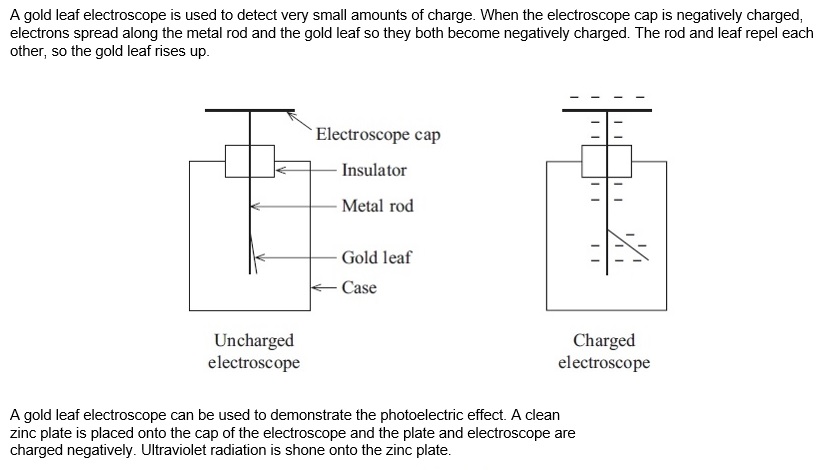 A gold leaf electroscope is used to detect very small amounts of charge. When the electroscope cap is negatively charged,
electrons spread along the metal rod and the gold leaf so they both become negatively charged. The rod and leaf repel each
other, so the gold leaf rises up.
Electroscope cap
Insulator
Metal rod
Gold leaf
Case
Uncharged
electroscope
Charged
electroscope
A gold leaf electroscope can be used to demonstrate the photoelectric effect. A clean
zinc plate is placed onto the cap of the electroscope and the plate and electroscope are
charged negatively. Ultraviolet radiation is shone onto the zinc plate.